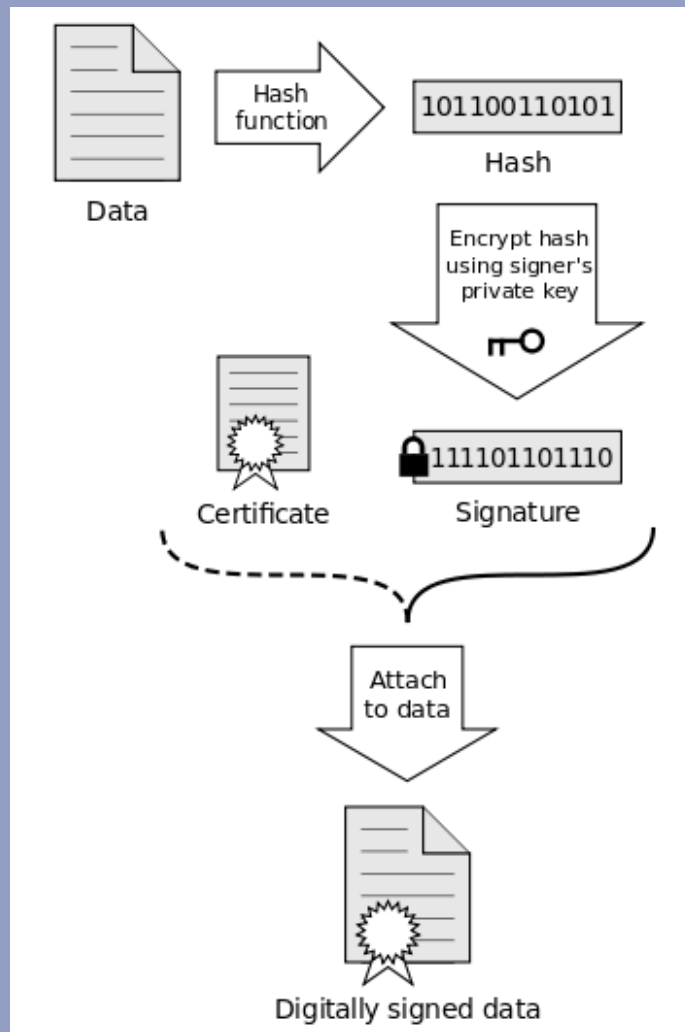 Hash
function
101100110101
Hash
Data
Encrypt hash
using signer's
private key
111101101110
Certificate
Signature
Attach
to data
Digitally signed data